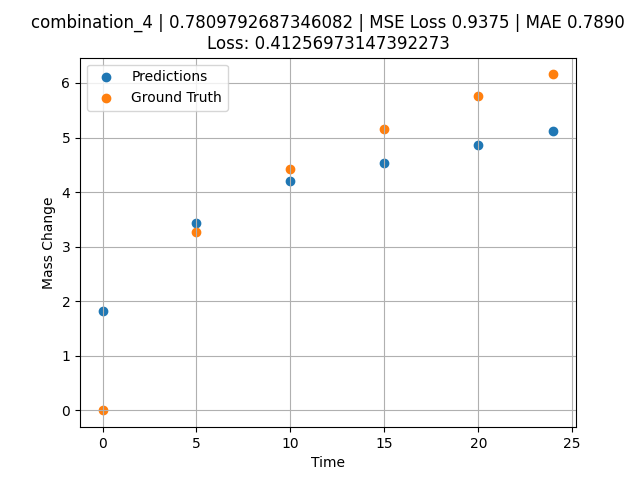 combination_4 | 0.7809792687346082 | MSE Loss 0.9375 | MAE 0.7890
Loss: 0.41256973147392273
Predictions
Ground Truth
6
5
4
3
2
1
0
Mass Change
0 5 10 15 20 25
Time